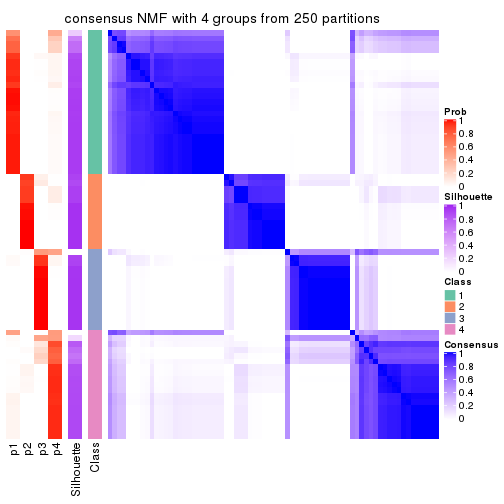 consensus NMF with 4 groups from 250 partitions
Prob
1
0.8
0.6
0.4
0.2
0
Silhouette
1
0.8
0.6
0.4
0.2
0
Class
1
2
3
4
Consensus
1
0.8
0.6
0.4
0.2
0
p1
p2
p3
p4
Silhouette
Class